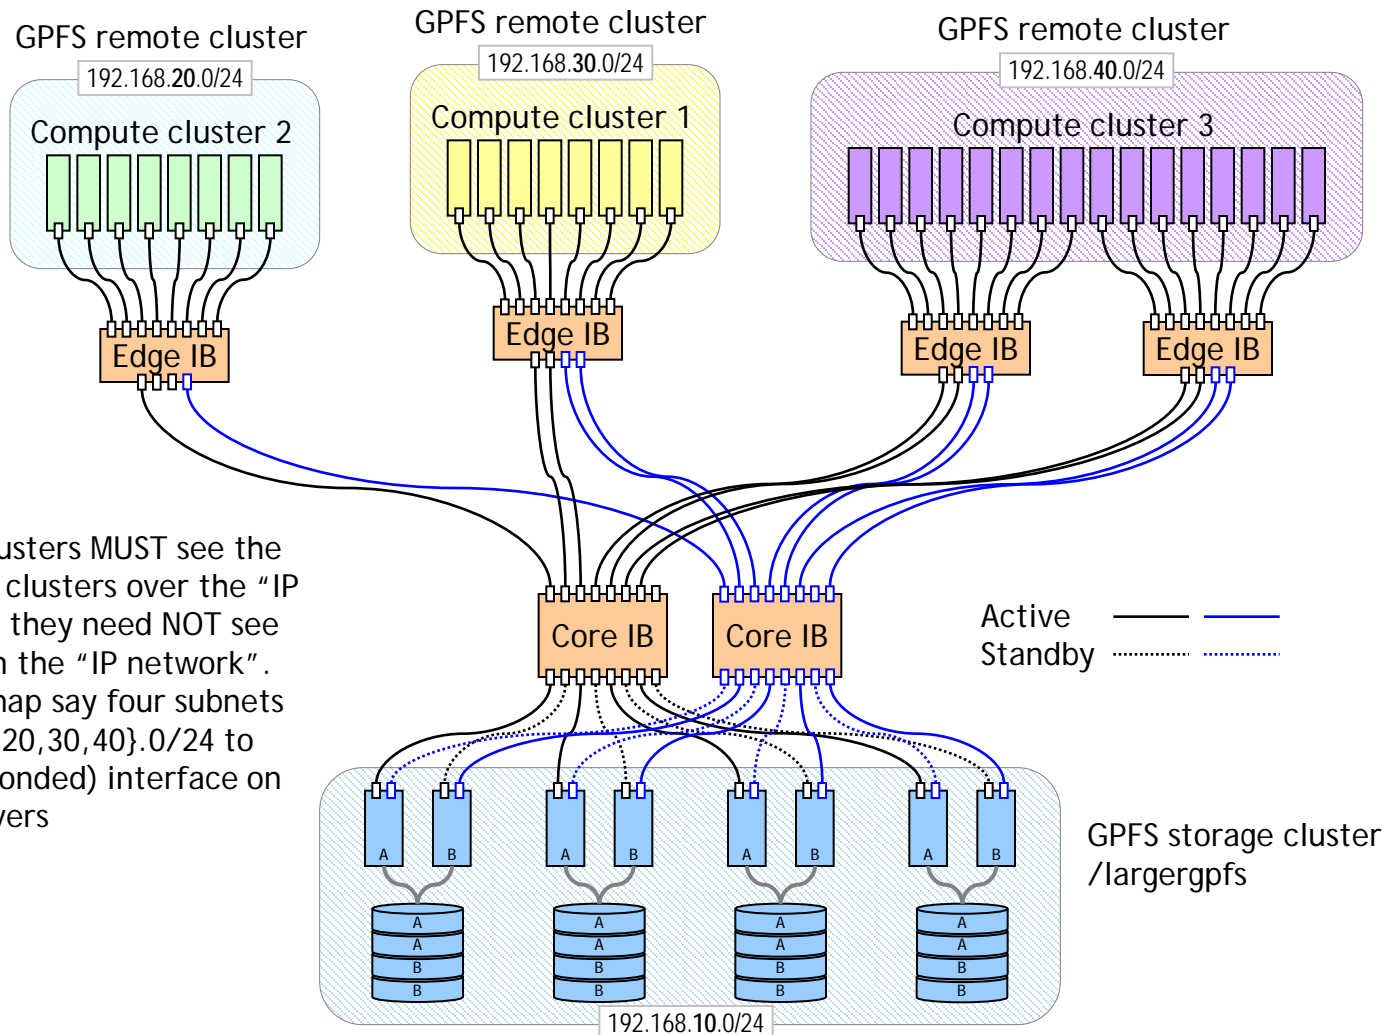 GPFS remote cluster
192.168.20.0/24
Compute cluster 2
GPFS remote cluster
192.168.30.0/24
Compute cluster 1
GPFS remote cluster
192.168.40.0/24
Compute cluster 3
Edge IB
Edge IB
Edge IB
Edge IB
lusters MUST see the
clusters over the “IP
they need NOT see
n the “IP network”.
nap say four subnets
20,30,40}.0/24 to
onded) interface on
vers
Core IB
Core IB
Active
Standby
A
B
A
B
A
B
A
B
A
A
B
B
A
A
B
B
A
A
B
B
A
A
B
B
GPFS storage cluster
/largergpfs
192.168.10.0/24